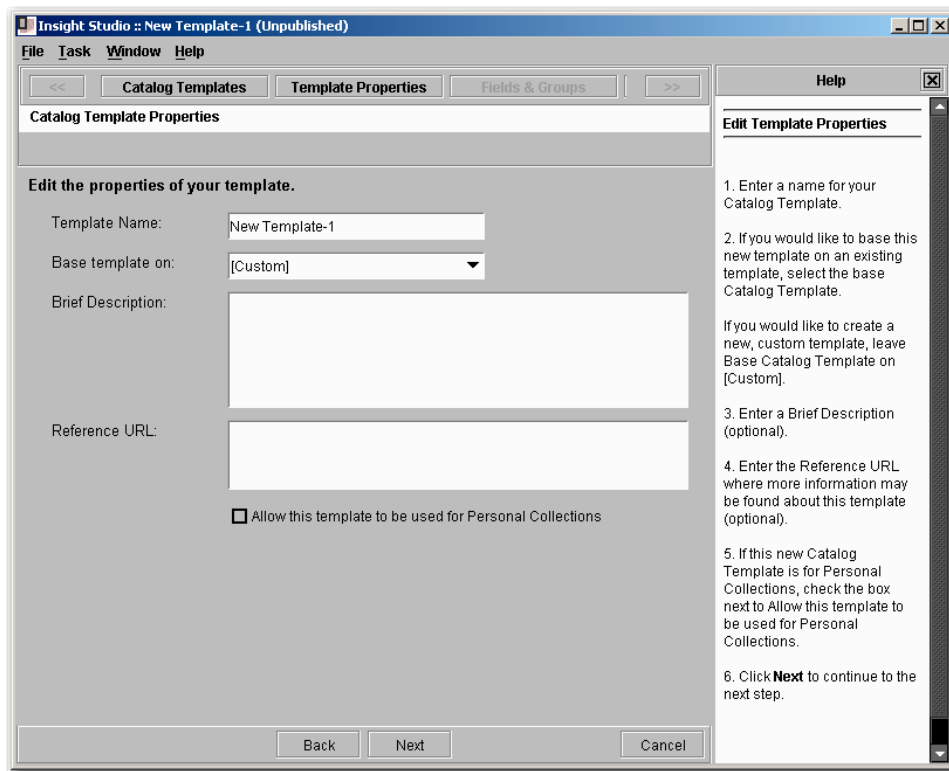 Insight Studio :: New Template-1 (Unpublished)
File Task Window Help
<< Catalog Templates Template Properties Fields & Groups >>
Catalog Template Properties
Edit the properties of your template.
Template Name: New Template-1
Base template on: [Custom]
Brief Description:
Reference URL:
Allow this template to be used for Personal Collections
Back Next Cancel
Help
Edit Template Properties
1. Enter a name for your
Catalog Template.
2. If you would like to base this
new template on an existing
template, select the base
Catalog Template.
If you would like to create a
new, custom template, leave
Base Catalog Template on
[Custom].
3. Enter a Brief Description
(optional).
4. Enter the Reference URL
where more information may
be found about this template
(optional).
5. If this new Catalog
Template is for Personal
Collections, check the box
next to Allow this template to
be used for Personal
Collections.
6. Click Next to continue to the
next step.